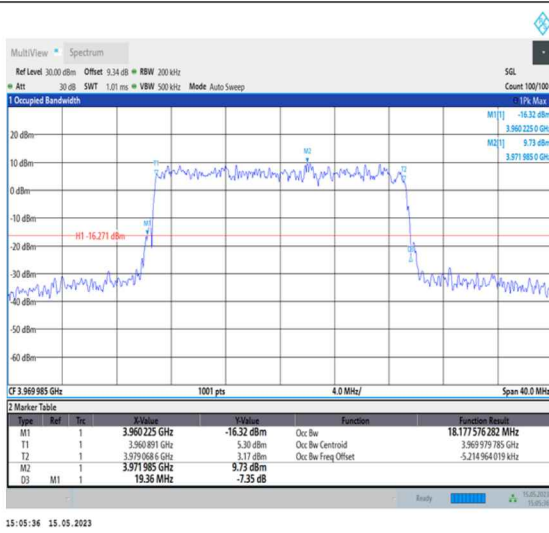 MultiView Spectrum
Ref Level 30.00 dBm Offset 9.34 dB RBW 200 kHz SGL
Att 30 dB SWT 1.01 ms VBW 500 kHz Mode Auto Sweep Count 100/100
1 Occupied Bandwidth 1Pk Max
M1[1] -16.32 dBm
3.960 225 0 GHz
M2[1] 9.73 dBm
3.971 985 0 GHz
20 dBm
M2
10 dBm
T1 T2
0 dBm
-10 dBm
M1
H1 -16.271 dBm
-20 dBm
-30 dBm
-40 dBm
-50 dBm
-60 dBm
CF 3.969 985 GHz 1001 pts 4.0 MHz/ Span 40.0 MHz
2 Marker Table
Type Ref Trc X-Value Y-Value Function Function Result
M1 1 3.960 225 GHz -16.32 dBm Occ Bw 18.177 576 282 MHz
T1 1 3.960 891 GHz 5.30 dBm Occ Bw Centroid 3.969 979 785 GHz
T2 1 3.979 068 6 GHz 3.17 dBm Occ Bw Freq Offset -5.214 964 019 kHz
M2 1 3.971 985 GHz 9.73 dBm
D3 M1 1 19.36 MHz -7.35 dB
Ready 15.05.2023
15:05:36 15.05.2023